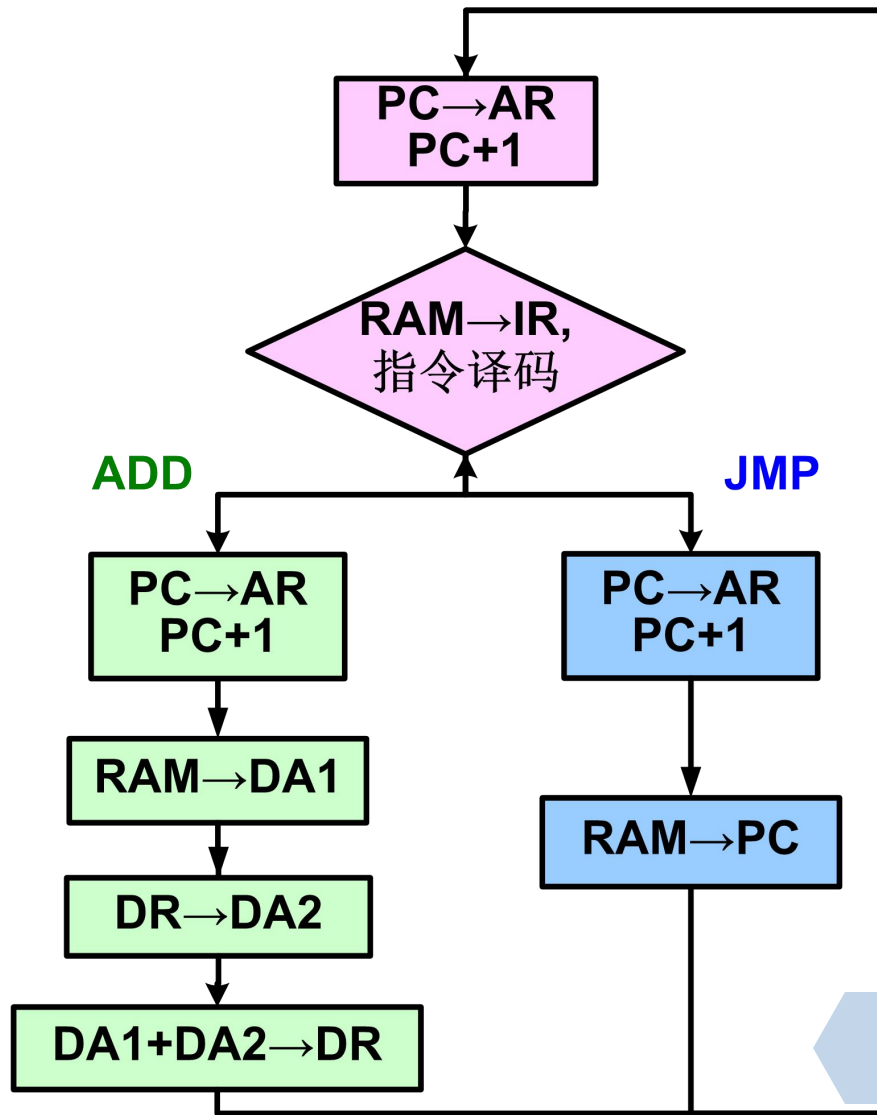 PC→AR
PC+1
RAM→IR,
指令译码
ADD
JMP
PC→AR
PC+1
RAM→DA1
DR→DA2
DA1+DA2→DR
PC→AR
PC+1
RAM→PC